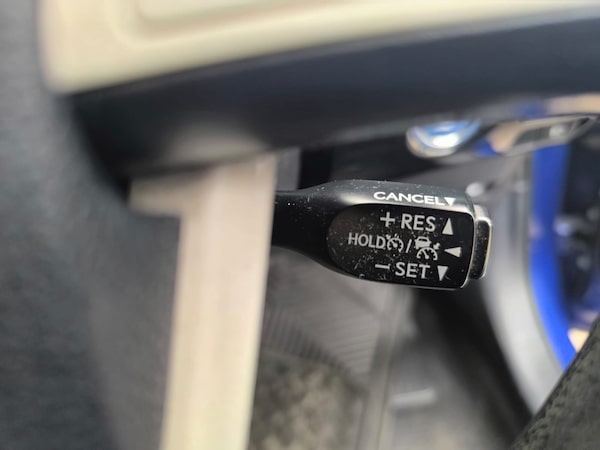 CANCEL▼
+ RES▲
HOLD /
− SET▼